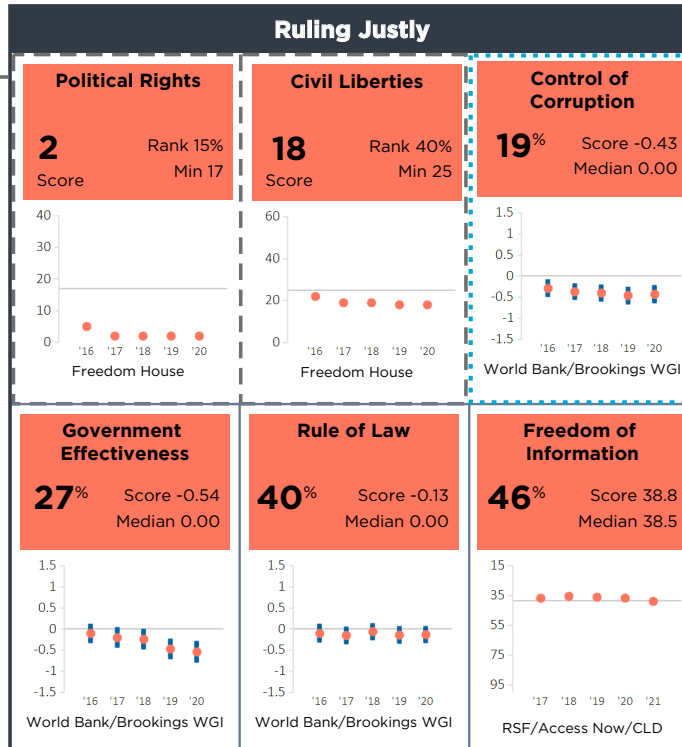 Ruling Justly
Political Rights
2
Score
Rank 15%
Min 17
40
30
20
10
0
'16 '17 '18 '19 '20
Freedom House
Civil Liberties
18
Score
Rank 40%
Min 25
60
40
20
0
'16 '17 '18 '19 '20
Freedom House
Control of
Corruption
19%
Score -0.43
Median 0.00
1.5
1
0.5
0
-0.5
-1
-1.5
'16 '17 '18 '19 '20
World Bank/Brookings WGI
Government
Effectiveness
27%
Score -0.54
Median 0.00
1.5
1
0.5
0
-0.5
-1
-1.5
'16 '17 '18 '19 '20
World Bank/Brookings WGI
Rule of Law
40%
Score -0.13
Median 0.00
1.5
1
0.5
0
-0.5
-1
-1.5
'16 '17 '18 '19 '20
World Bank/Brookings WGI
Freedom of
Information
46%
Score 38.8
Median 38.5
15
35
55
75
95
'17 '18 '19 '20 '21
RSF/Access Now/CLD